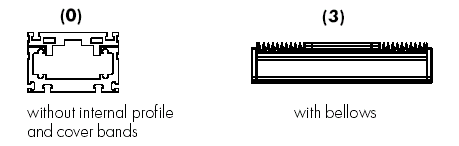 (0)
(3)
without internal profile
and cover bands
with bellows